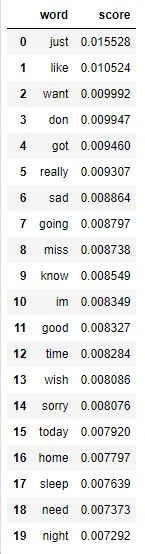 word score
0 just 0.015528
1 like 0.010524
2 want 0.009992
3 don 0.009947
4 got 0.009460
5 really 0.009307
6 sad 0.008864
7 going 0.008797
8 miss 0.008738
9 know 0.008549
10 im 0.008349
11 good 0.008327
12 time 0.008284
13 wish 0.008086
14 sorry 0.008076
15 today 0.007920
16 home 0.007797
17 sleep 0.007639
18 need 0.007373
19 night 0.007292